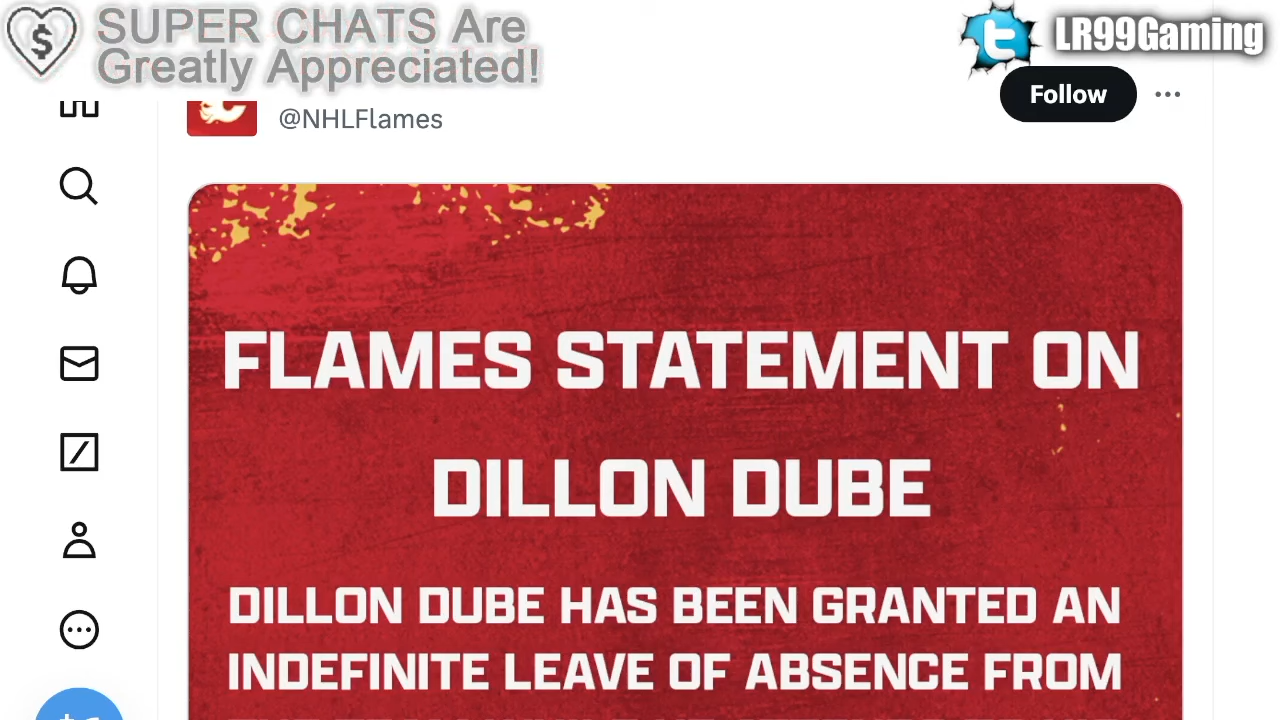 SUPER CHATS Are
Greatly Appreciated!
LR99Gaming
Follow
@NHLFlames
FLAMES STATEMENT ON
DILLON DUBE
DILLON DUBE HAS BEEN GRANTED AN
INDEFINITE LEAVE OF ABSENCE FROM